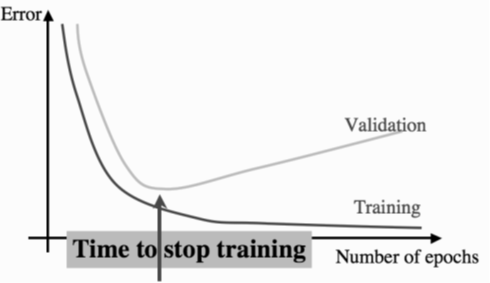 Error
Validation
Training
Time to stop training
Number of epochs